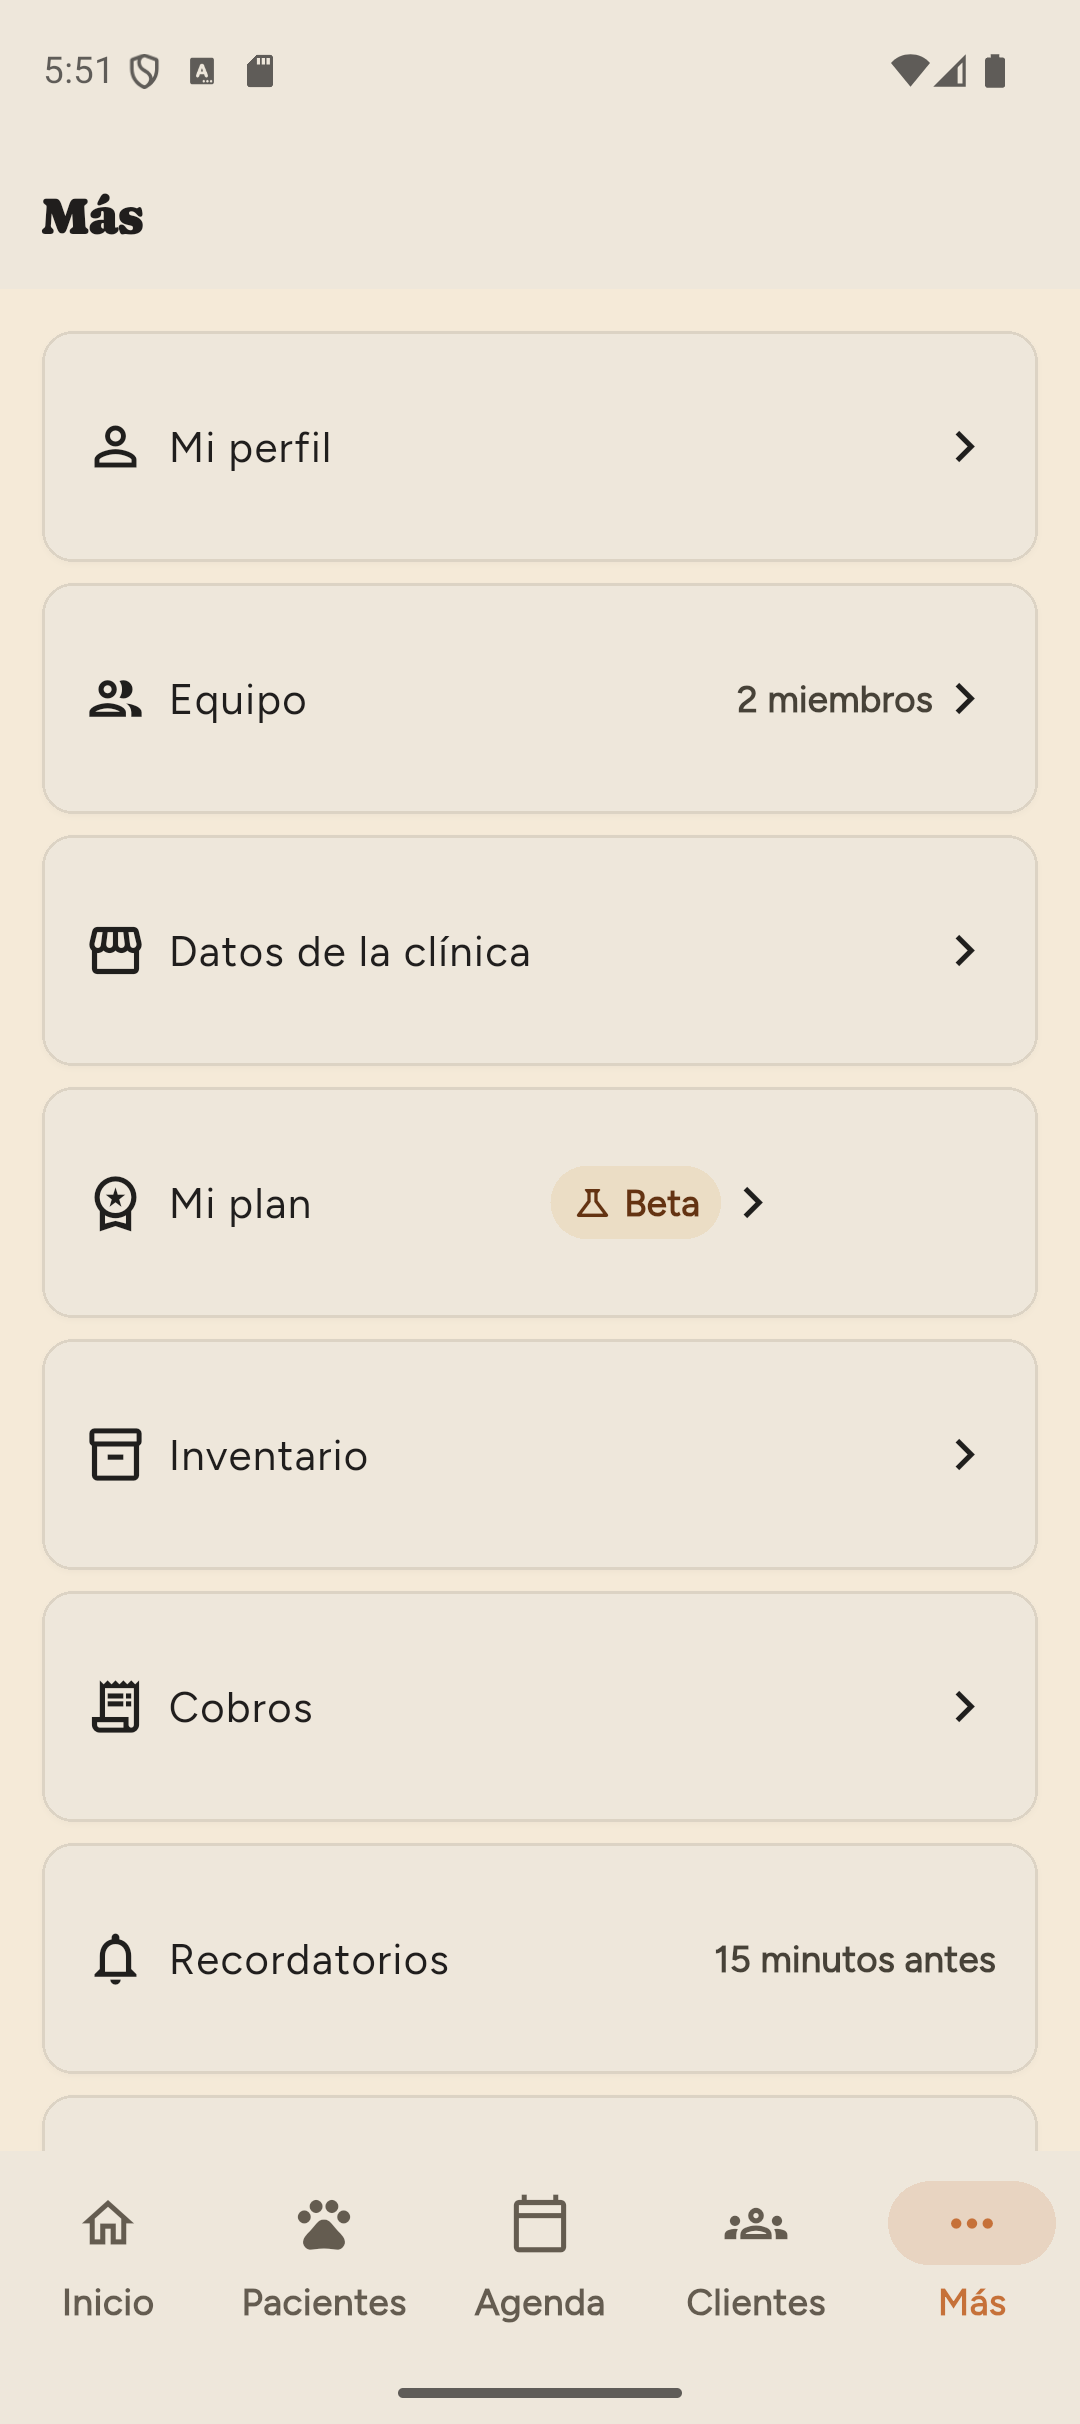 5:51
Más
Mi perfil
Equipo 2 miembros
Datos de la clínica
Mi plan Beta
Inventario
Cobros
Recordatorios 15 minutos antes
Inicio Pacientes Agenda Clientes Más